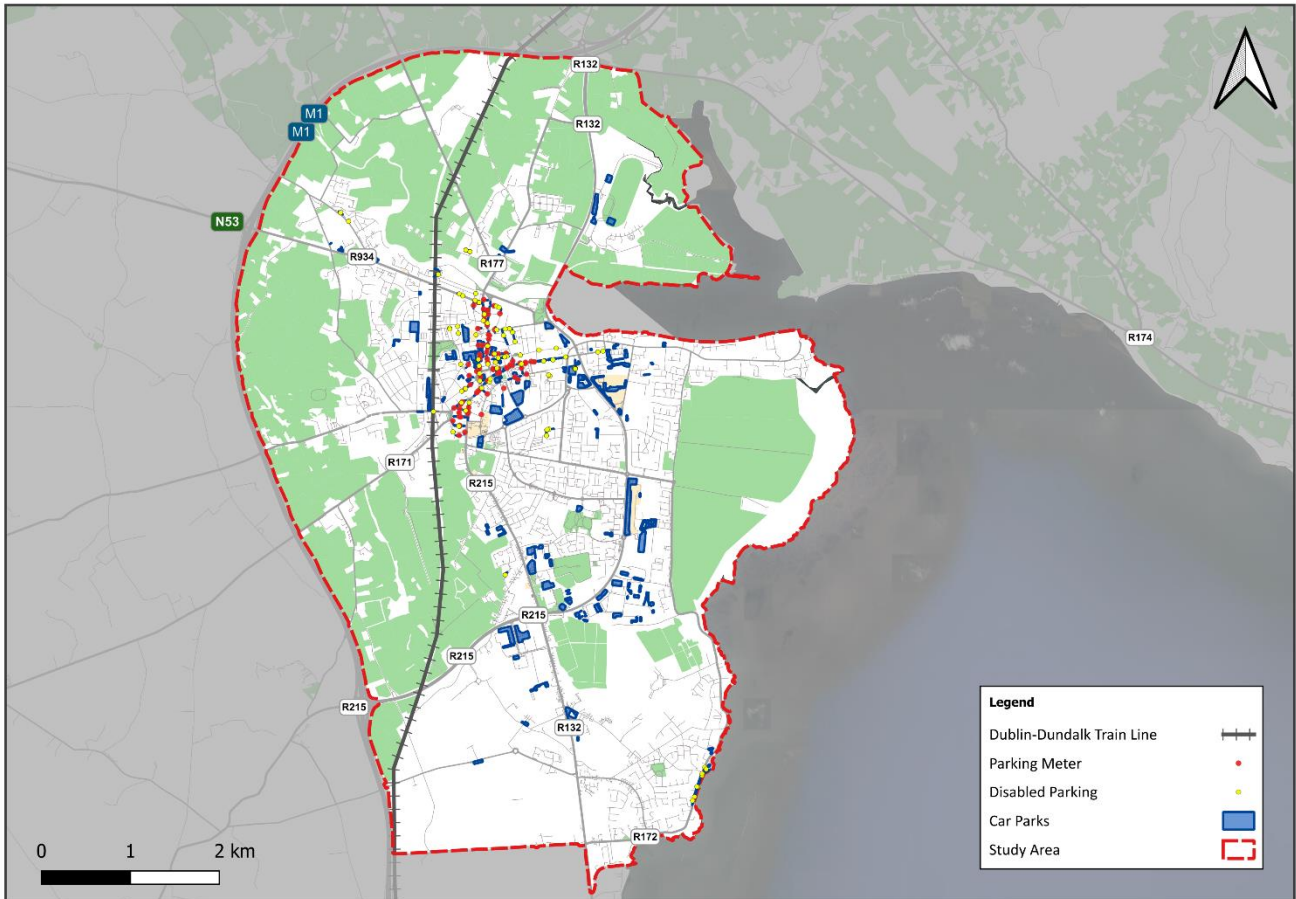 R132
M1
R132
M1
N53
R934
R177
R174
R171
R215
R215
R215
R215
R132
R172
0 1 2 km
Legend
Dublin-Dundalk Train Line
Parking Meter
Disabled Parking
Car Parks
Study Area